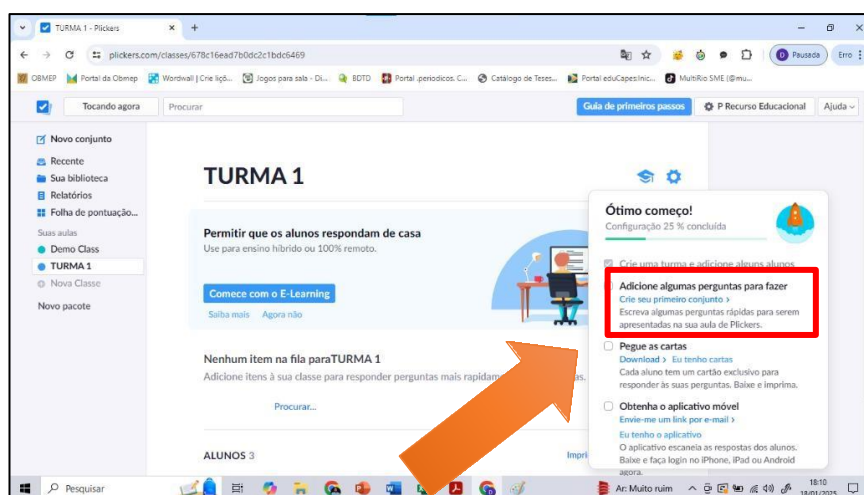 TURMA 1 - Plickers
plickers.com/classes/678c16ead7b0dc2c1bdc6469
Pausada
Erro
OBMEP
Portal da Obmep
Wordwall | Crie liçõ...
Jogos para sala - Di...
BDTD
Portal .periodicos. C...
Catálogo de Teses...
Portal eduCapes:Inic...
MultiRio SME (@mu...
Tocando agora
Procurar
Guia de primeiros passos
P Recurso Educacional
Ajuda
Novo conjunto
Recente
Sua biblioteca
Relatórios
Folha de pontuação...
Suas aulas
Demo Class
TURMA 1
Nova Classe
Novo pacote
TURMA 1
Permitir que os alunos respondam de casa
Use para ensino híbrido ou 100% remoto.
Comece com o E-Learning
Saiba mais Agora não
Nenhum item na fila paraTURMA 1
Adicione itens à sua classe para responder perguntas mais rapidam
as.
Procurar...
ALUNOS 3
Impri
Ótimo começo!
Configuração 25 % concluída
Crie uma turma e adicione alguns alunos
Adicione algumas perguntas para fazer
Crie seu primeiro conjunto ›
Escreva algumas perguntas rápidas para serem
apresentadas na sua aula de Plickers.
Pegue as cartas
Download › Eu tenho cartas
Cada aluno tem um cartão exclusivo para
responder às suas perguntas. Baixe e imprima.
Obtenha o aplicativo móvel
Envie-me um link por e-mail ›
Eu tenho o aplicativo
O aplicativo escaneia as respostas dos alunos.
Baixe e faça login no iPhone, iPad ou Android
agora.
Pesquisar
Ar: Muito ruim
18:10
18/01/2025